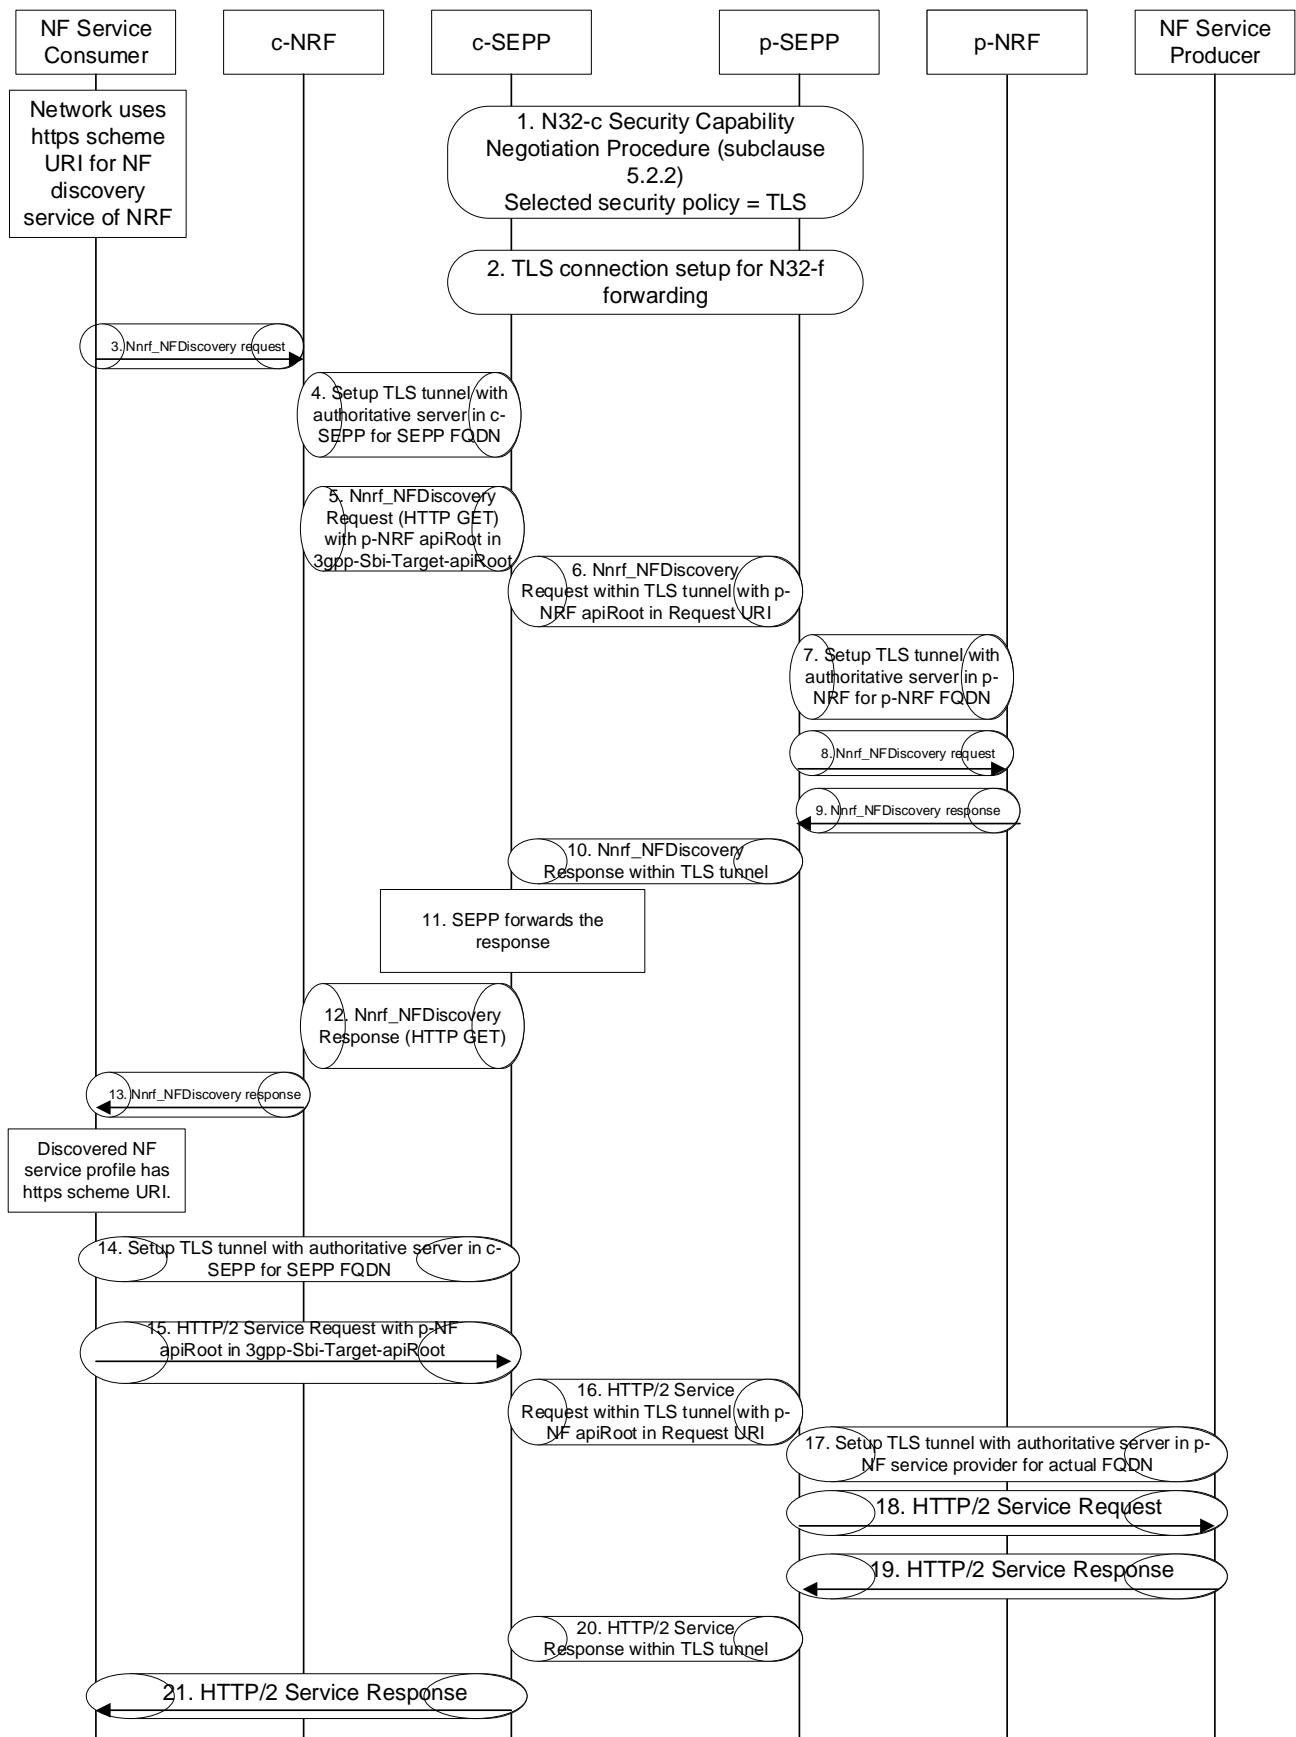 NF Service
Consumer
c-NRF
c-SEPP
p-SEPP
p-NRF
NF Service
Producer
Network uses
https scheme
URI for NF
discovery
service of NRF
1. N32-c Security Capability
Negotiation Procedure (subclause
5.2.2)
Selected security policy = TLS
2. TLS connection setup for N32-f
forwarding
3. Nnrf_NFDiscovery request
4. Setup TLS tunnel with
authoritative server in c-
SEPP for SEPP FQDN
5. Nnrf_NFDiscovery
Request (HTTP GET)
with p-NRF apiRoot in
3gpp-Sbi-Target-apiRoot
6. Nnrf_NFDiscovery
Request within TLS tunnel with p-
NRF apiRoot in Request URI
7. Setup TLS tunnel with
authoritative server in p-
NRF for p-NRF FQDN
8. Nnrf_NFDiscovery request
9. Nnrf_NFDiscovery response
10. Nnrf_NFDiscovery
Response within TLS tunnel
11. SEPP forwards the
response
12. Nnrf_NFDiscovery
Response (HTTP GET)
13. Nnrf_NFDiscovery response
Discovered NF
service profile has
https scheme URI.
14. Setup TLS tunnel with authoritative server in c-
SEPP for SEPP FQDN
15. HTTP/2 Service Request with p-NF
apiRoot in 3gpp-Sbi-Target-apiRoot
16. HTTP/2 Service
Request within TLS tunnel with p-
NF apiRoot in Request URI
17. Setup TLS tunnel with authoritative server in p-
NF service provider for actual FQDN
18. HTTP/2 Service Request
19. HTTP/2 Service Response
20. HTTP/2 Service
Response within TLS tunnel
21. HTTP/2 Service Response